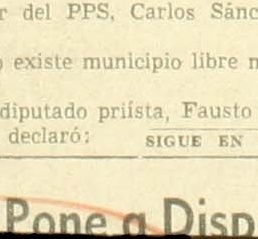 r del PPS, Carlos Sánc
o existe municipio libre n
diputado priísta, Fausto
declaró:
SIGUE EN
Pone a Disp